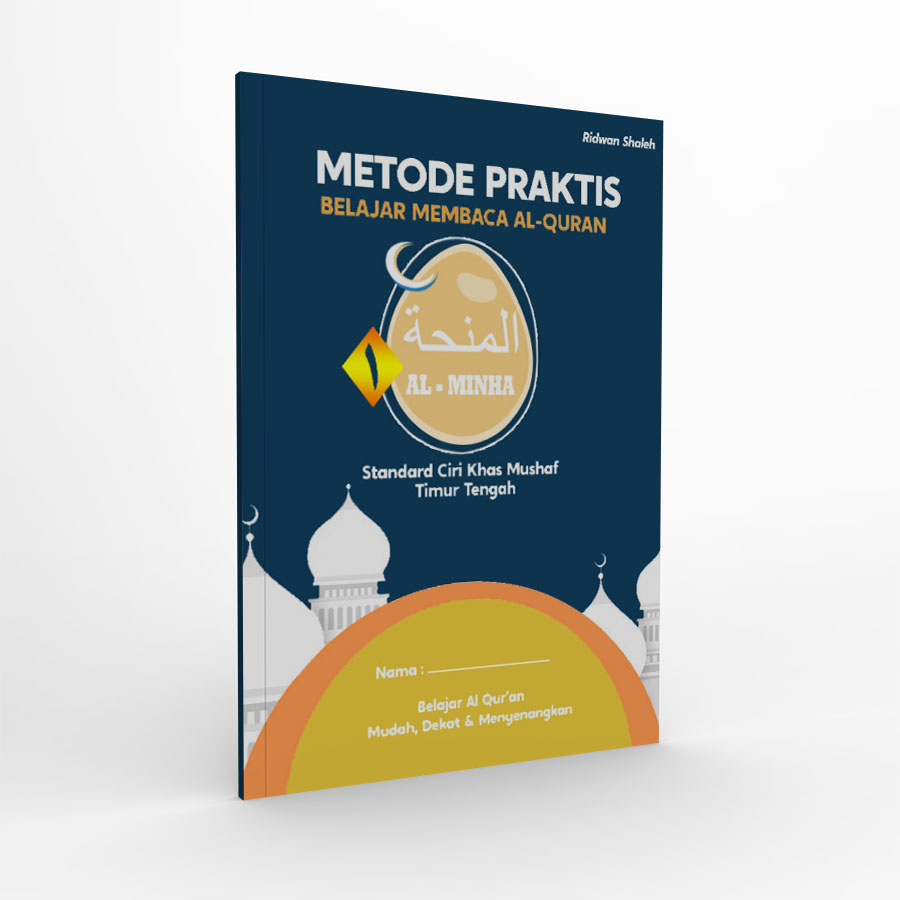 Ridwan Shaleh
METODE PRAKTIS
BELAJAR MEMBACA AL-QURAN
المنحة
١
AL - MINHA
Standard Ciri Khas Mushaf
Timur Tengah
Nama : ______________
Belajar Al Qur'an
Mudah, Dekat & Menyenangkan